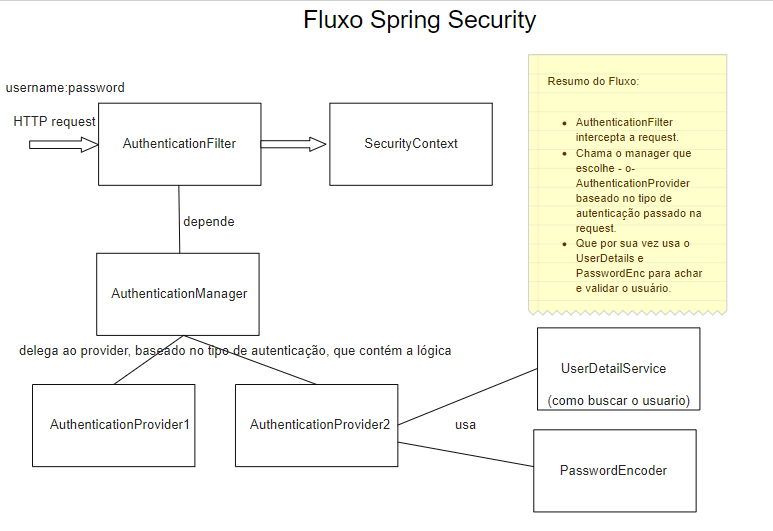 Fluxo Spring Security
username:password
HTTP request
AuthenticationFilter
SecurityContext
depende
AuthenticationManager
delega ao provider, baseado no tipo de autenticação, que contém a lógica
AuthenticationProvider1
AuthenticationProvider2
usa
UserDetailService
(como buscar o usuario)
PasswordEncoder
Resumo do Fluxo:
AuthenticationFilter
intercepta a request.
Chama o manager que
escolhe - o-
AuthenticationProvider
baseado no tipo de
autenticação passado na
request.
Que por sua vez usa o
UserDetails e
PasswordEnc para achar
e validar o usuário.